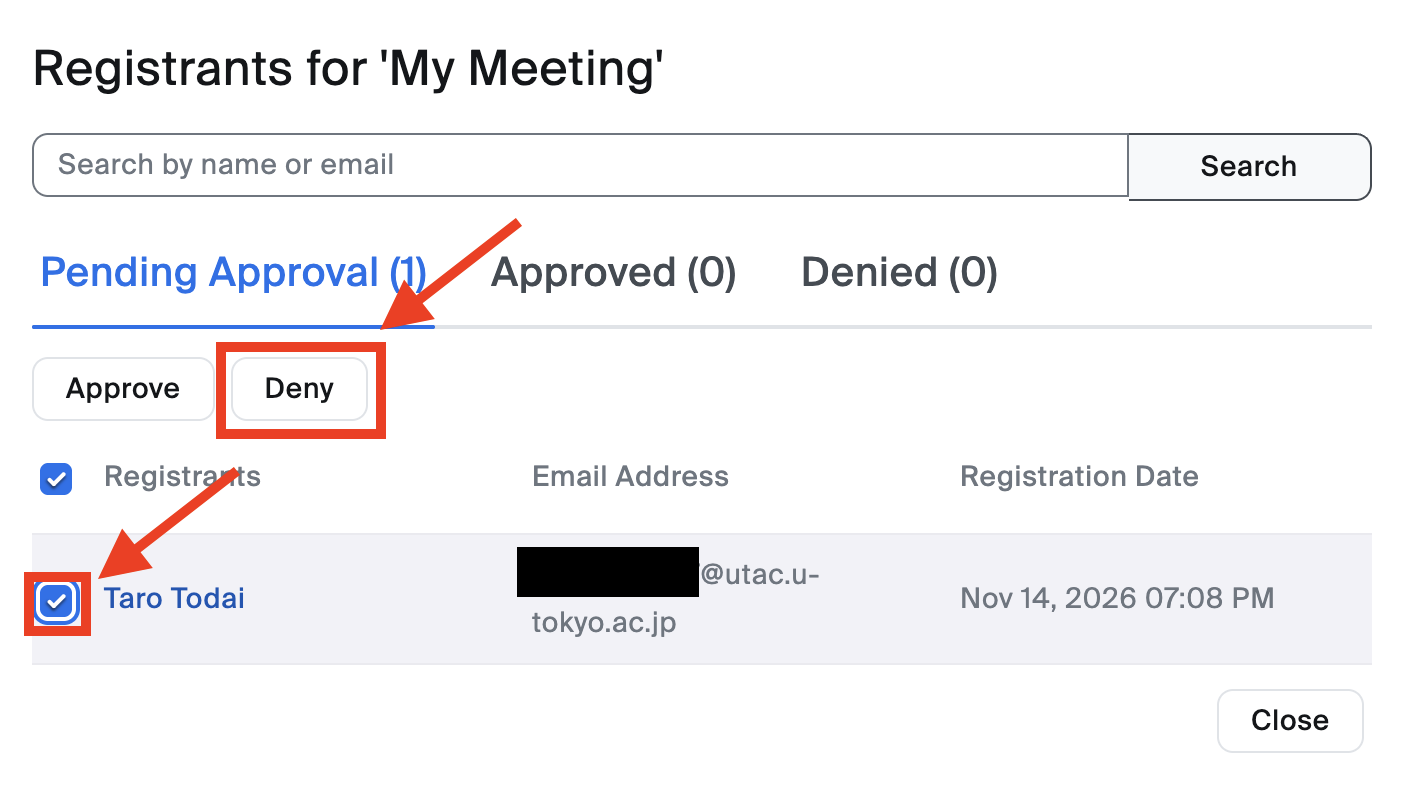 Registrants for 'My Meeting'
Search by name or email
Search
Pending Approval (1)
Approved (0)
Denied (0)
Approve
Deny
Registrants
Email Address
Registration Date
Taro Todai
@utac.u-
tokyo.ac.jp
Nov 14, 2026 07:08 PM
Close